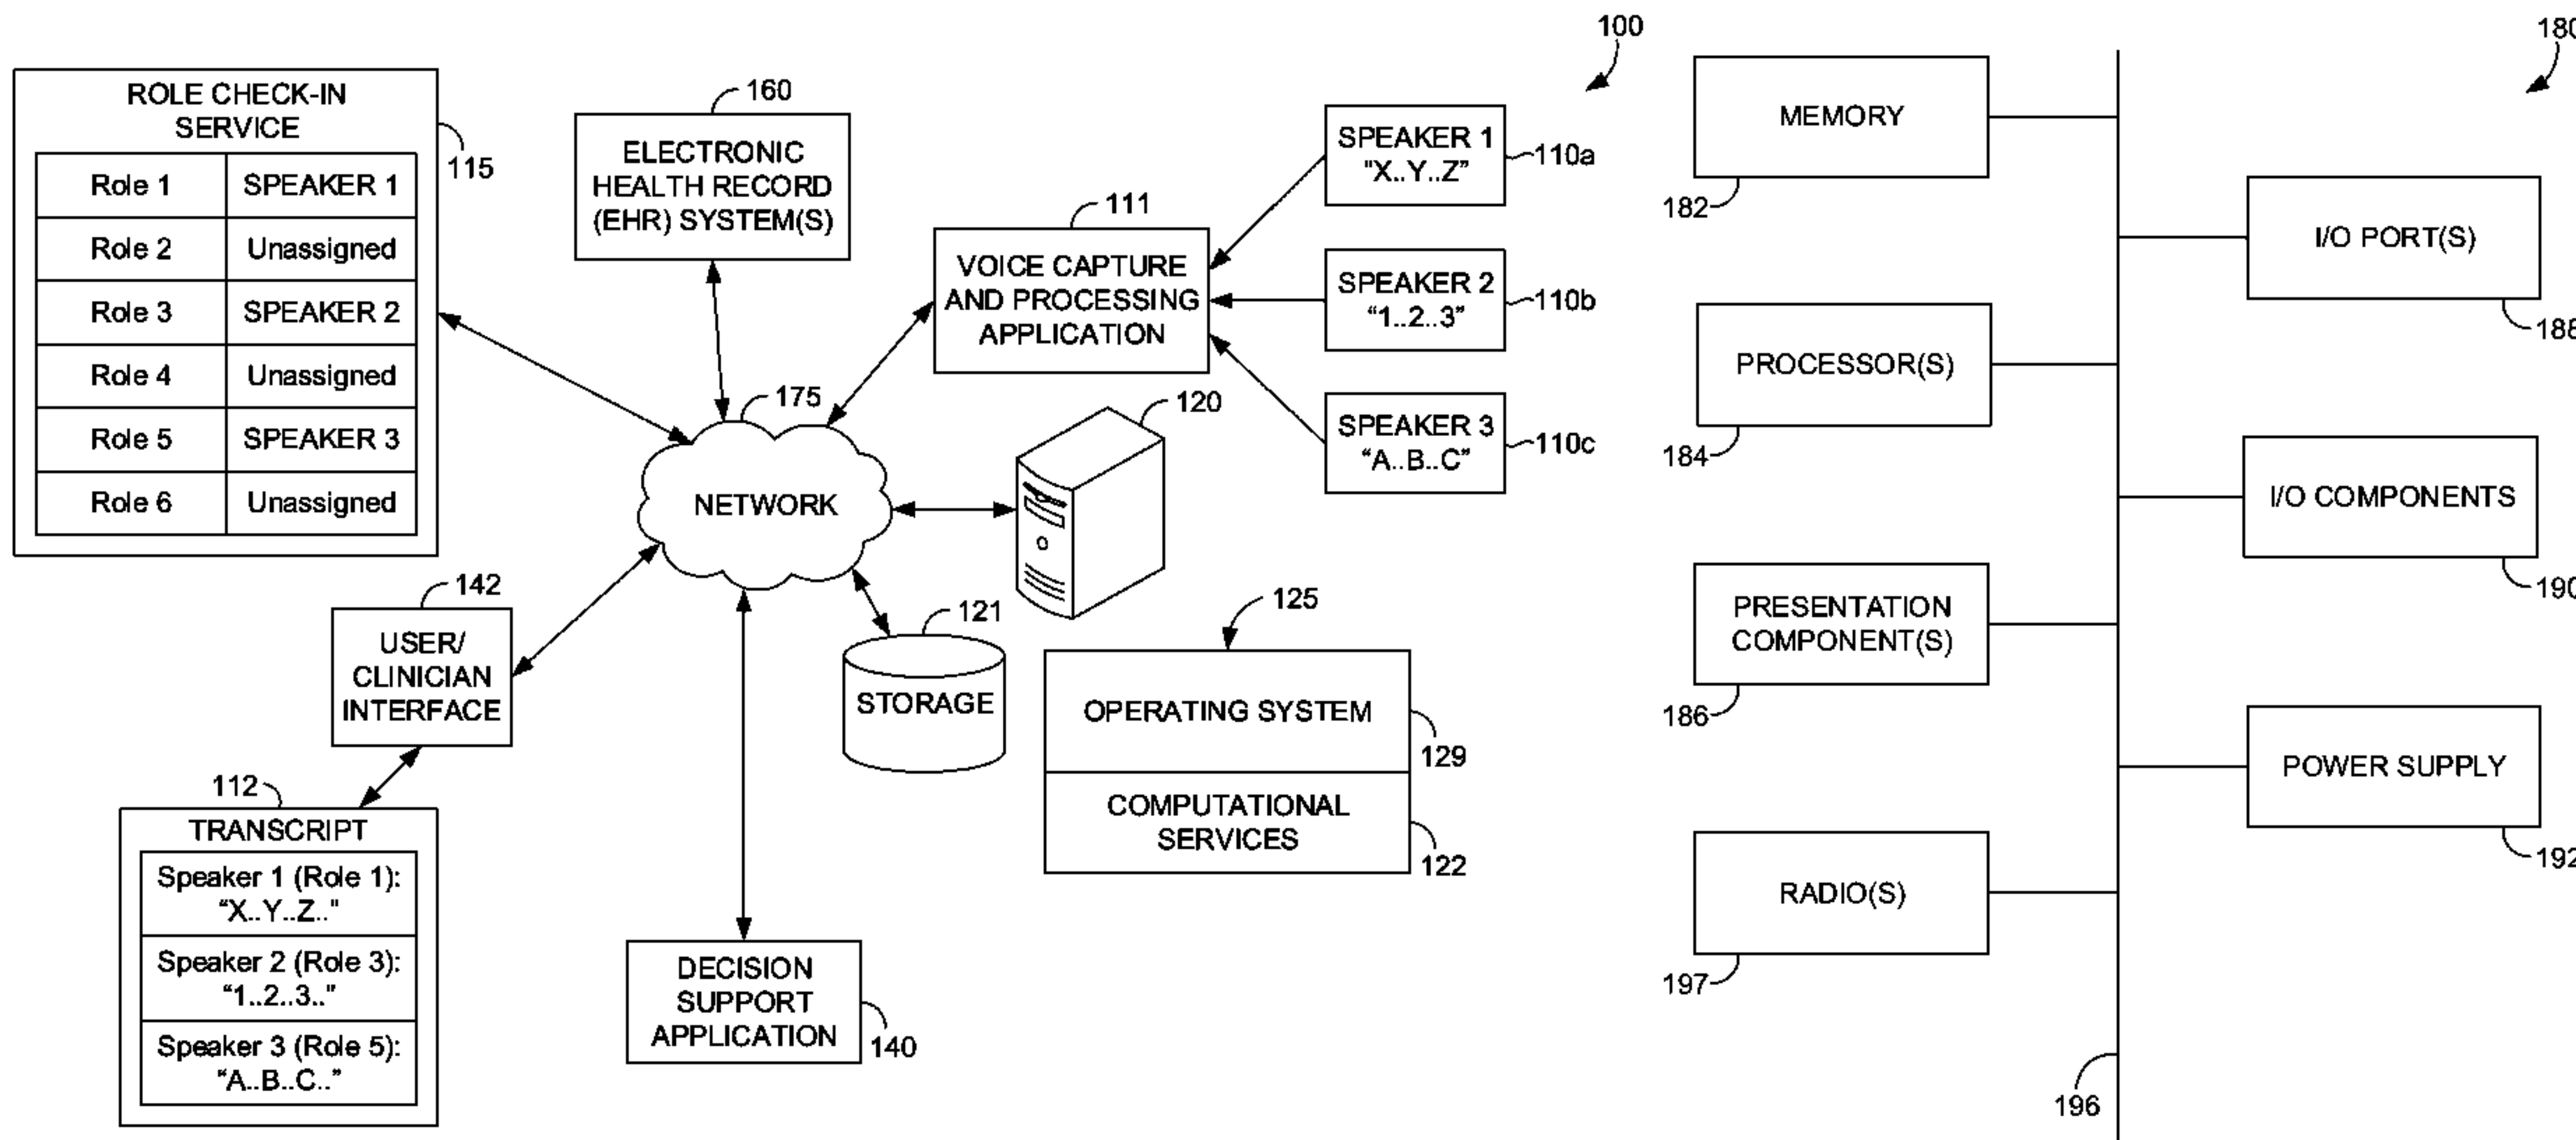 100
ROLE CHECK-IN
SERVICE
115
Role 1 SPEAKER 1
Role 2 Unassigned
Role 3 SPEAKER 2
Role 4 Unassigned
Role 5 SPEAKER 3
Role 6 Unassigned
160
ELECTRONIC
HEALTH RECORD
(EHR) SYSTEM(S)
111
VOICE CAPTURE
AND PROCESSING
APPLICATION
SPEAKER 1
"X..Y..Z"
110a
SPEAKER 2
“1..2..3”
110b
SPEAKER 3
“A..B..C”
110c
175
NETWORK
120
142
USER/
CLINICIAN
INTERFACE
121
STORAGE
125
OPERATING SYSTEM
129
COMPUTATIONAL
SERVICES
122
112
TRANSCRIPT
Speaker 1 (Role 1):
“X..Y..Z..”
Speaker 2 (Role 3):
“1..2..3..”
Speaker 3 (Role 5):
“A..B..C..”
DECISION
SUPPORT
APPLICATION
140
180
MEMORY
182
I/O PORT(S)
188
PROCESSOR(S)
184
I/O COMPONENTS
190
PRESENTATION
COMPONENT(S)
186
POWER SUPPLY
192
RADIO(S)
197
196